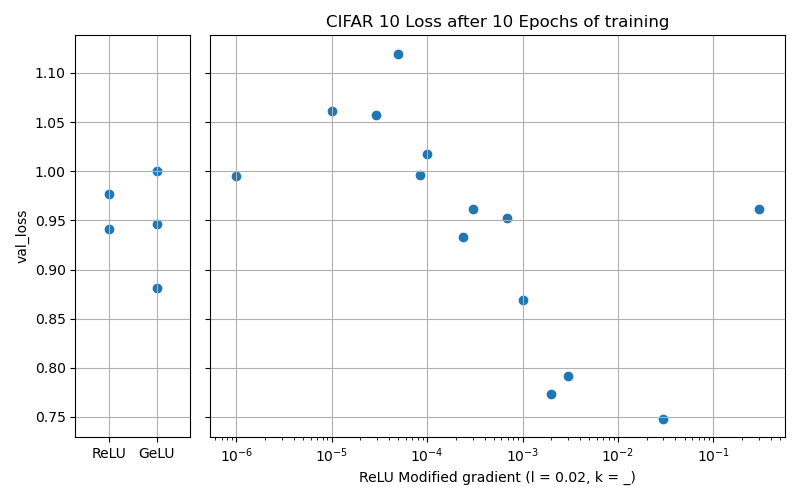 CIFAR 10 Loss after 10 Epochs of training
val_loss
1.10
1.05
1.00
0.95
0.90
0.85
0.80
0.75
ReLU GeLU
10⁻⁶ 10⁻⁵ 10⁻⁴ 10⁻³ 10⁻² 10⁻¹
ReLU Modified gradient (l = 0.02, k = _)